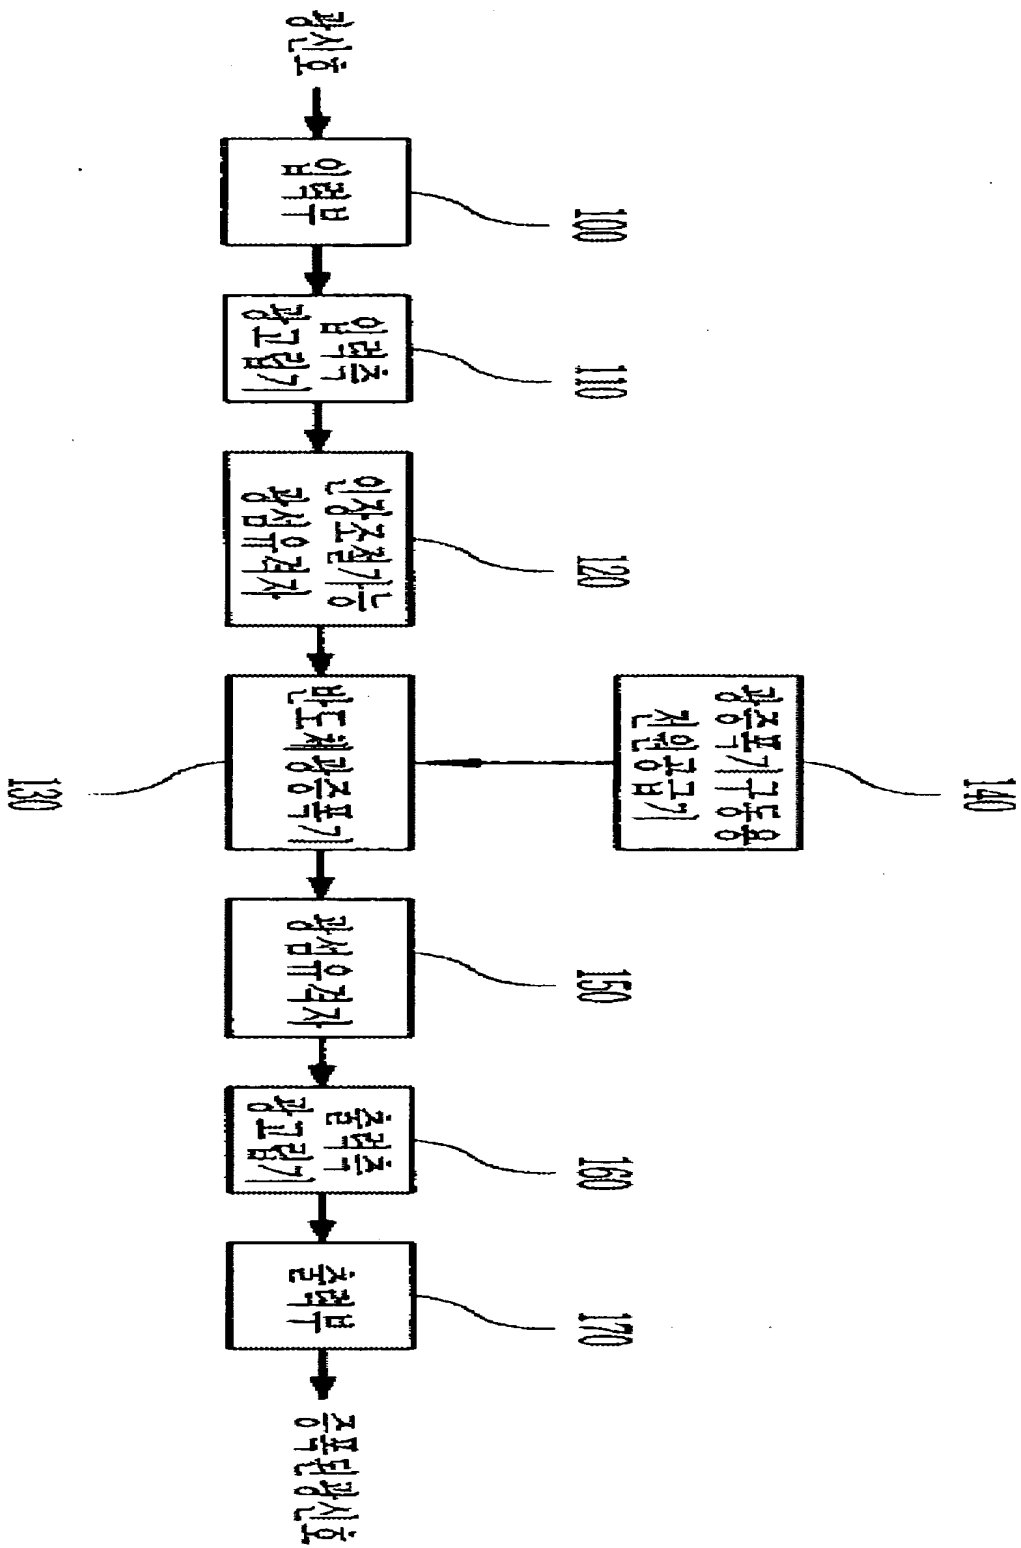 광신호
입력부
100
입력측
광고립기
110
인장조절기능
광섬유격자
120
반도체광증폭기
130
광증폭기구동용
전원공급기
140
광섬유격자
150
출력측
광고립기
160
출력부
170
증폭된광신호